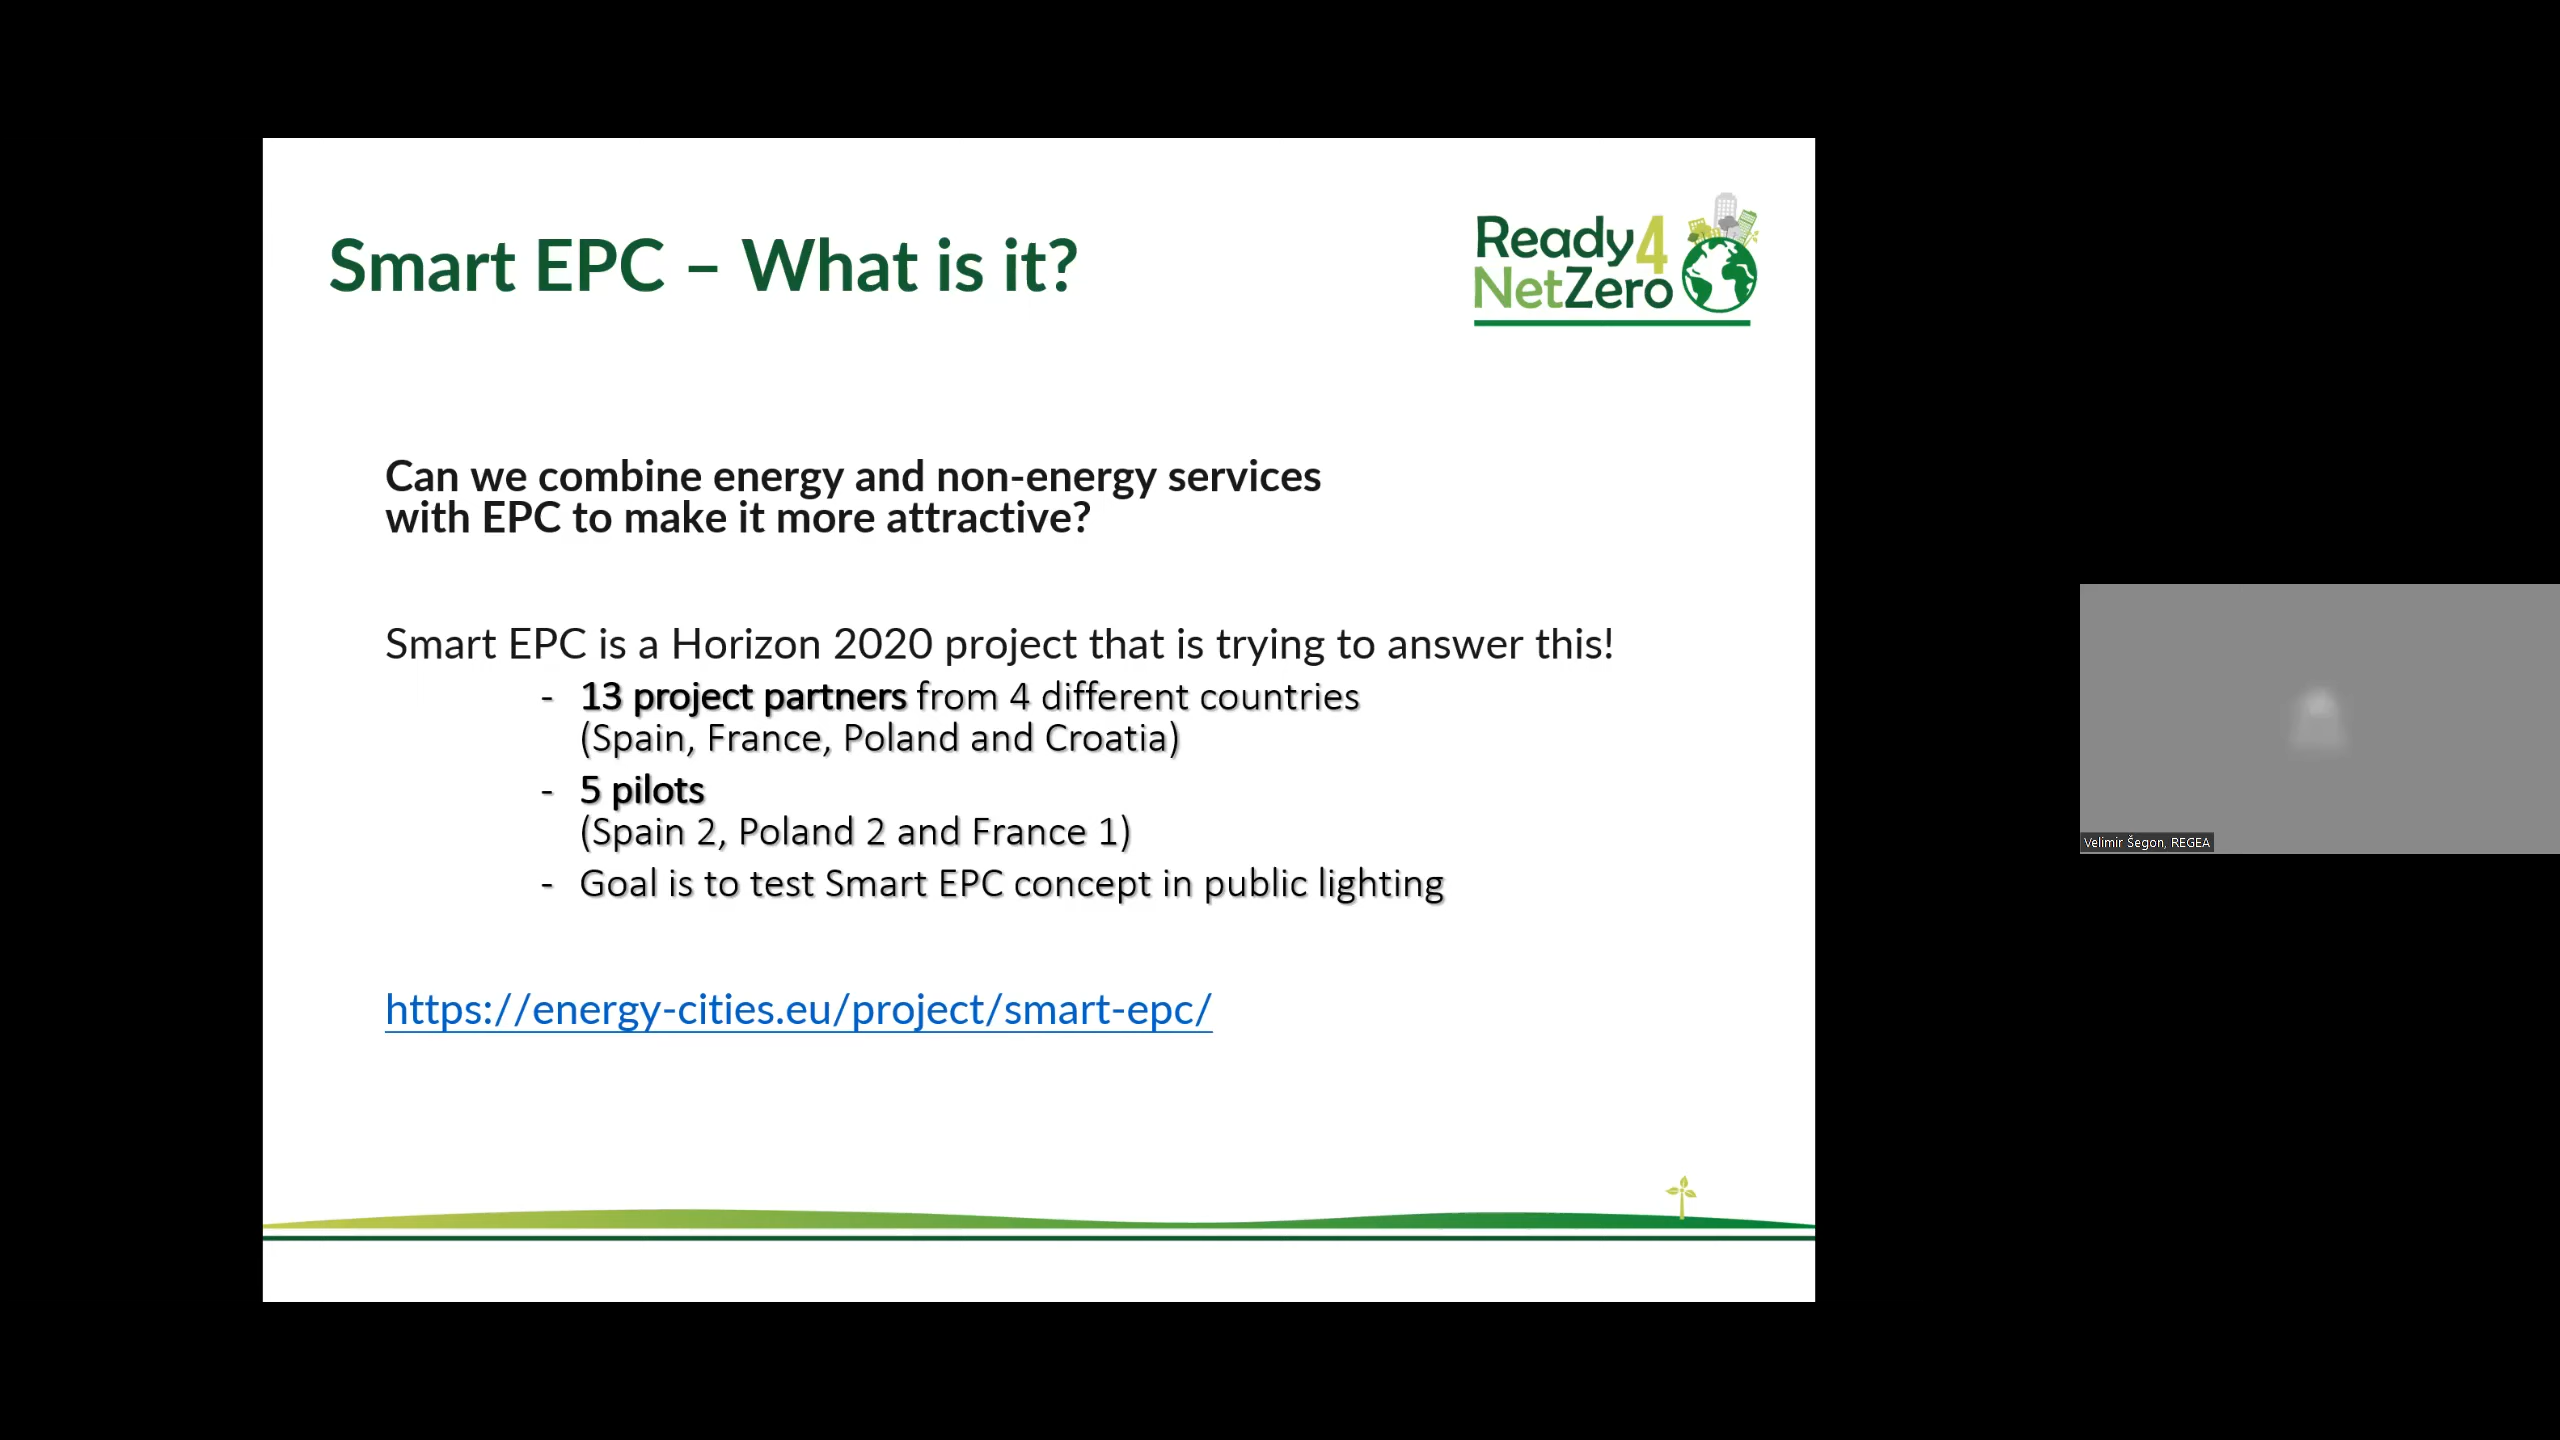 Smart EPC – What is it?
Ready4
NetZero
Can we combine energy and non-energy services
with EPC to make it more attractive?
Smart EPC is a Horizon 2020 project that is trying to answer this!
- 13 project partners from 4 different countries
(Spain, France, Poland and Croatia)
- 5 pilots
(Spain 2, Poland 2 and France 1)
- Goal is to test Smart EPC concept in public lighting
https://energy-cities.eu/project/smart-epc/
Velimir Šegon, REGEA